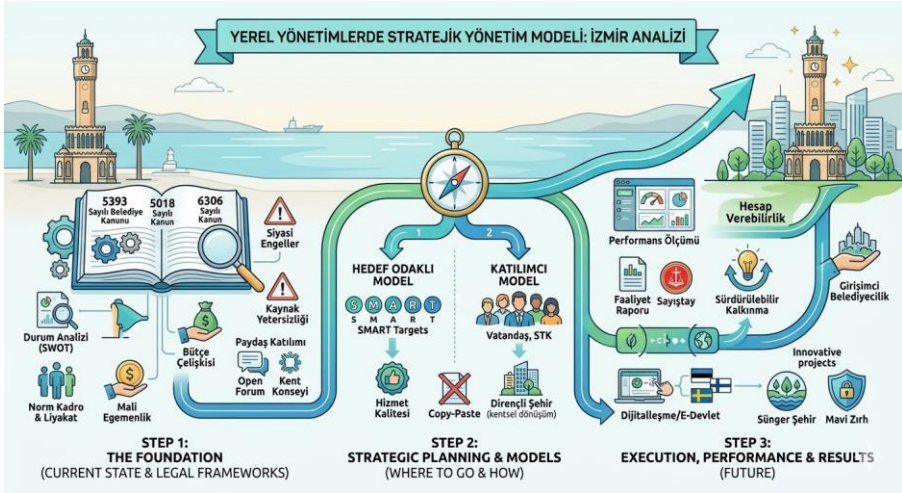 YEREL YÖNETİMLERDE STRATEJİK YÖNETİM MODELİ: İZMİR ANALİZİ
5393
Sayılı Belediye
Kanunu
5018
Sayılı
Kanun
6306
Sayılı
Kanun
Siyasi
Engeller
Kaynak
Yetersizliği
Durum Analizi
(SWOT)
Bütçe
Çelişkisi
Paydaş Katılımı
Open
Forum
Kent
Konseyi
Norm Kadro
& Liyakat
Mali
Egemenlik
STEP 1:
THE FOUNDATION
(CURRENT STATE & LEGAL FRAMEWORKS)
1
2
HEDEF ODAKLI
MODEL
S M A R T
S M A R T
SMART Targets
Hizmet
Kalitesi
KATILIMCI
MODEL
Vatandaş, STK
Copy-Paste
Dirençli Şehir
(kentsel dönüşüm)
STEP 2:
STRATEGIC PLANNING & MODELS
(WHERE TO GO & HOW)
Performans Ölçümü
Hesap
Verebilirlik
Faaliyet
Raporu
Sayıştay
Sürdürülebilir
Kalkınma
Girişimci
Belediyecilik
Innovative
projects
Dijitalleşme/E-Devlet
Sünger Şehir
Mavi Zırh
STEP 3:
EXECUTION, PERFORMANCE & RESULTS
(FUTURE)